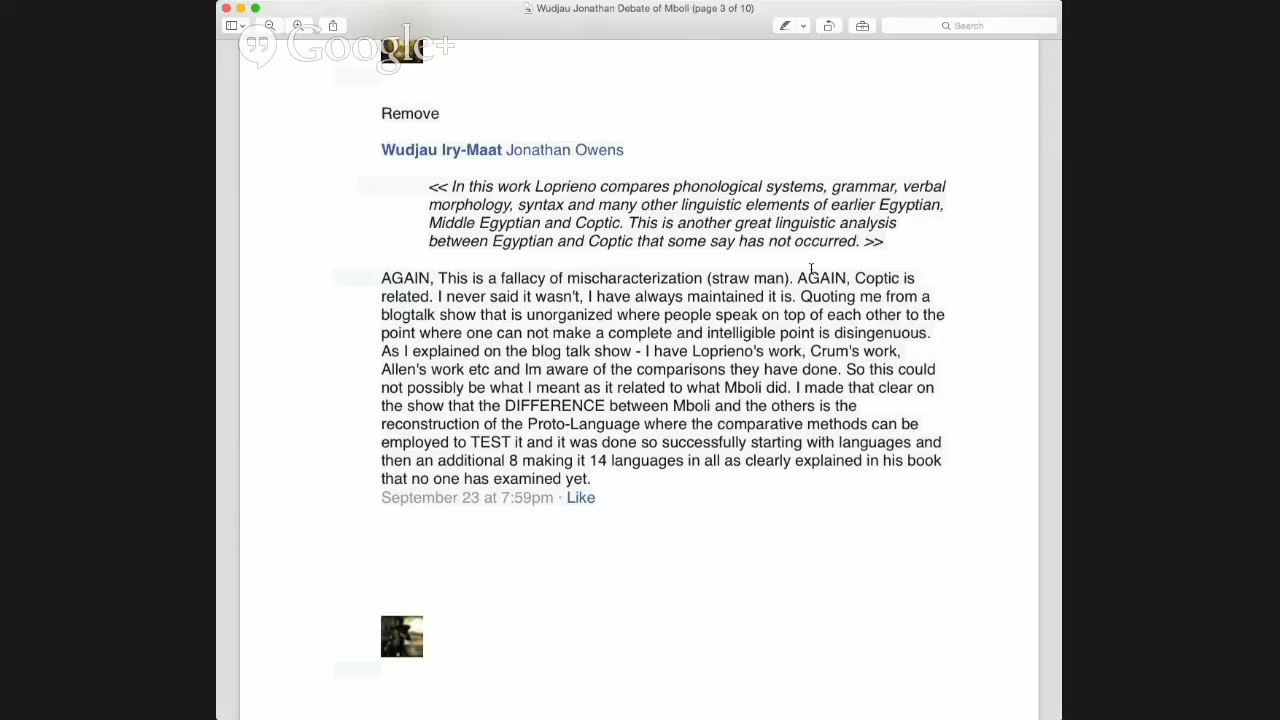 Wudjau Jonathan Debate of Mboli (page 3 of 10)
Search
Google+
Remove
Wudjau Iry-Maat Jonathan Owens
<< In this work Loprieno compares phonological systems, grammar, verbal
morphology, syntax and many other linguistic elements of earlier Egyptian,
Middle Egyptian and Coptic. This is another great linguistic analysis
between Egyptian and Coptic that some say has not occurred. >>
AGAIN, This is a fallacy of mischaracterization (straw man). AGAIN, Coptic is
related. I never said it wasn't, I have always maintained it is. Quoting me from a
blogtalk show that is unorganized where people speak on top of each other to the
point where one can not make a complete and intelligible point is disingenuous.
As I explained on the blog talk show - I have Loprieno's work, Crum's work,
Allen's work etc and Im aware of the comparisons they have done. So this could
not possibly be what I meant as it related to what Mboli did. I made that clear on
the show that the DIFFERENCE between Mboli and the others is the
reconstruction of the Proto-Language where the comparative methods can be
employed to TEST it and it was done so successfully starting with languages and
then an additional 8 making it 14 languages in all as clearly explained in his book
that no one has examined yet.
September 23 at 7:59pm · Like